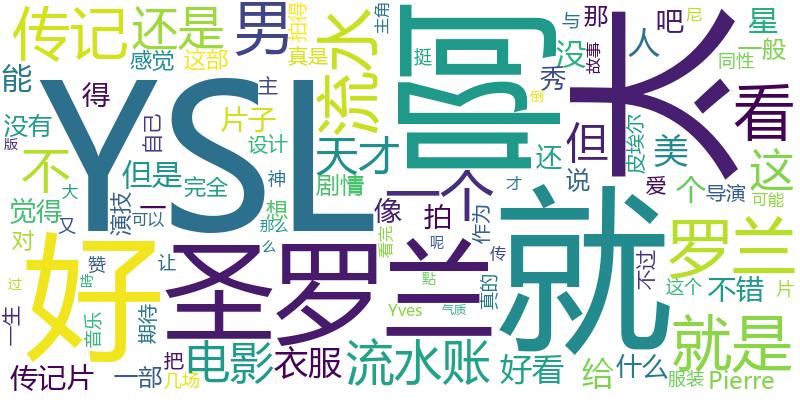 传记
还是
男
拍得
主角
啊
太
与
那
吧
尼
星
感觉
这部
真是
流水
挺
没
故事
人
一般
同性
能
得
主
YSL
秀
看
没有
自己
片子
天才
但
皮埃尔
美
这
版
不
但是
一
设计
剧情
一个
还
说
爱
个
导演
可能
觉得
大
演技
完全
神
想
像
拍
才
倒
对
又
可以
那么
么
作为
好
圣罗兰
就
罗兰
看完
呢
传
不过
赞
让
點
真的
这个
不错
片
过
時
一生
音乐
期待
Yves
气质
就是
电影
衣服
流水账
好看
给
什么
传记片
一部
把
几场
服装
Pierre